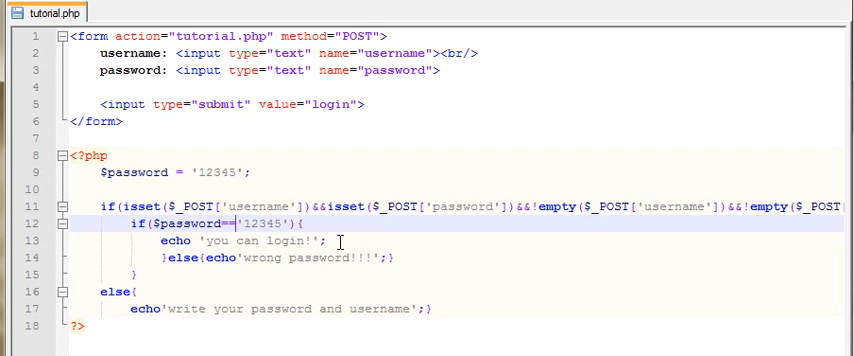 tutorial.php
1 <form action="tutorial.php" method="POST">
2 username: <input type="text" name="username"><br/>
3 password: <input type="text" name="password">
4
5 <input type="submit" value="login">
6 </form>
7
8 <?php
9 $password = '12345';
10
11 if(isset($_POST['username'])&&isset($_POST['password'])&&!empty($_POST['username'])&&!empty($_POST[
12 if($password=='12345'){
13 echo 'you can login!';
14 }else{echo'wrong password!!!';}
15 }
16 else{
17 echo'write your password and username';}
18 ?>